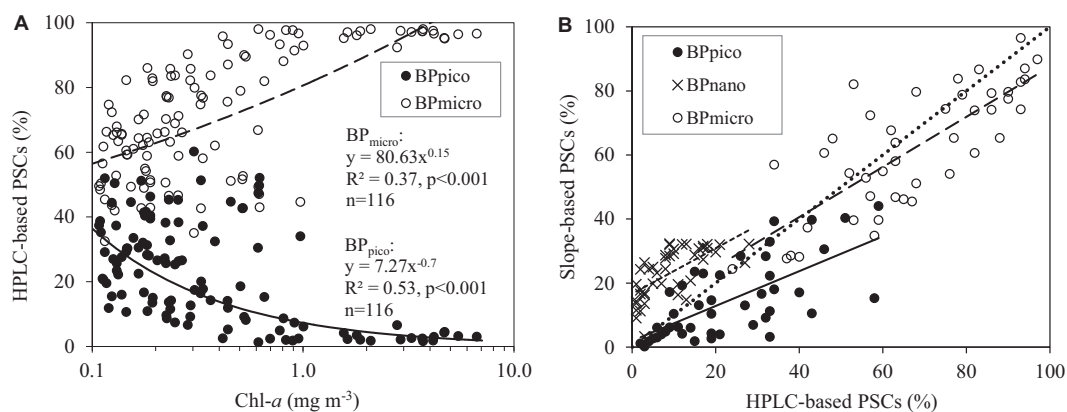 A
100
80
60
40
20
0
HPLC-based PSCs (%)
BPpico
BPmicro
BPmicro:
y = 80.63x^0.15
R² = 0.37, p<0.001
n=116
BPpico:
y = 7.27x^-0.7
R² = 0.53, p<0.001
n=116
0.1 1.0 10.0
Chl-a (mg m⁻³)
B
100
80
60
40
20
0
Slope-based PSCs (%)
BPpico
BPnano
BPmicro
0 20 40 60 80 100
HPLC-based PSCs (%)